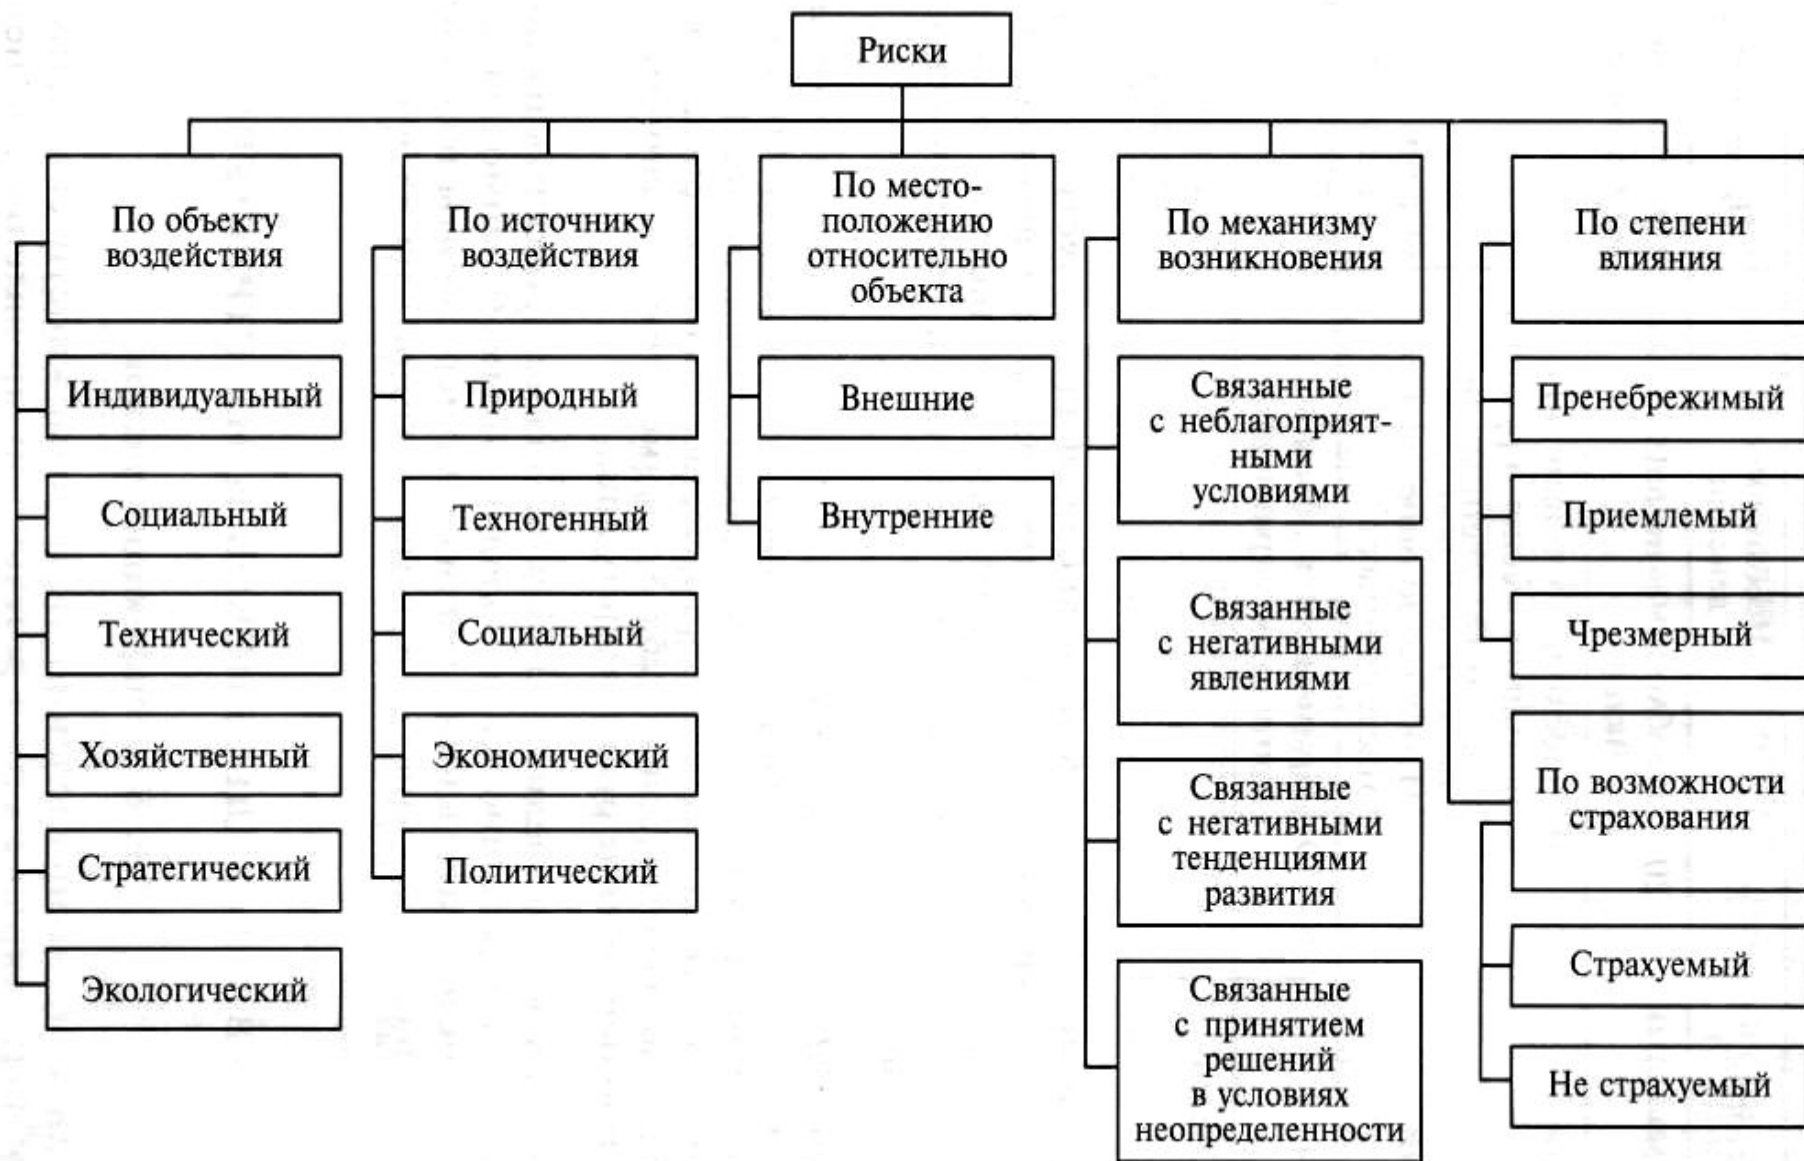 Риски
По объекту
воздействия
Индивидуальный
Социальный
Технический
Хозяйственный
Стратегический
Экологический
По источнику
воздействия
Природный
Техногенный
Социальный
Экономический
Политический
По место-
положению
относительно
объекта
Внешние
Внутренние
По механизму
возникновения
Связанные
с неблагоприят-
ными
условиями
Связанные
с негативными
явлениями
Связанные
с негативными
тенденциями
развития
Связанные
с принятием
решений
в условиях
неопределенности
По степени
влияния
Пренебрежимый
Приемлемый
Чрезмерный
По возможности
страхования
Страхуемый
Не страхуемый